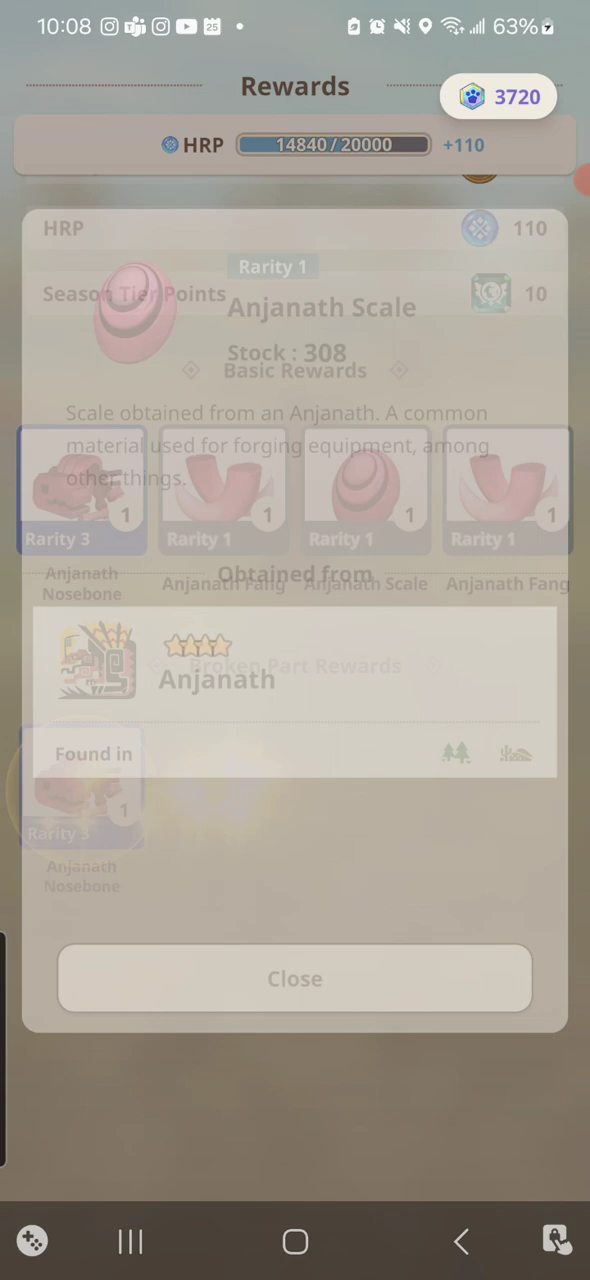 10:08
25
63%
Rewards
3720
HRP
14840/20000
+110
HRP
110
Rarity 1
Season Tier Points
10
Anjanath Scale
Stock : 308
Basic Rewards
Scale obtained from an Anjanath. A common
material used for forging equipment, among
other things.
1
1
1
1
Rarity 3
Rarity 1
Rarity 1
Rarity 1
Anjanath
Nosebone
Anjanath Fang
Anjanath Scale
Anjanath Fang
Obtained from
Broken Part Rewards
Anjanath
Found in
1
Rarity 3
Anjanath
Nosebone
Close